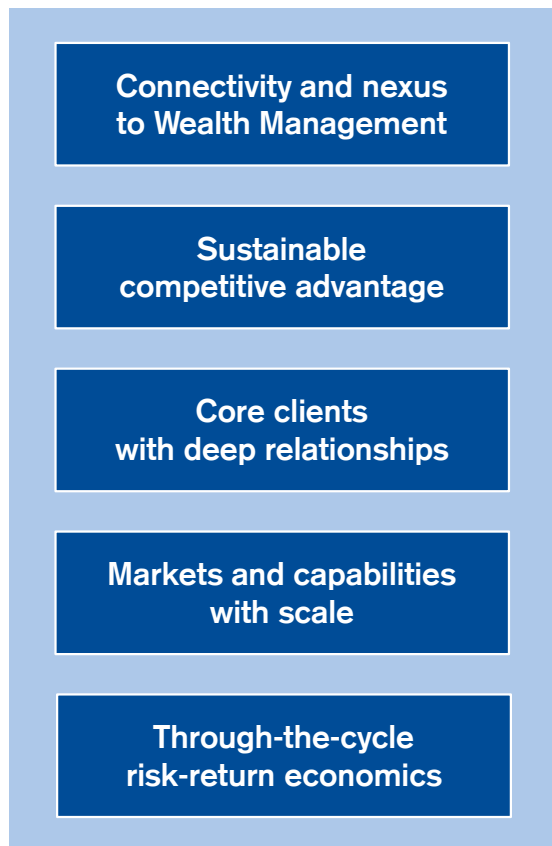 Connectivity and nexus
to Wealth Management
Sustainable
competitive advantage
Core clients
with deep relationships
Markets and capabilities
with scale
Through-the-cycle
risk-return economics